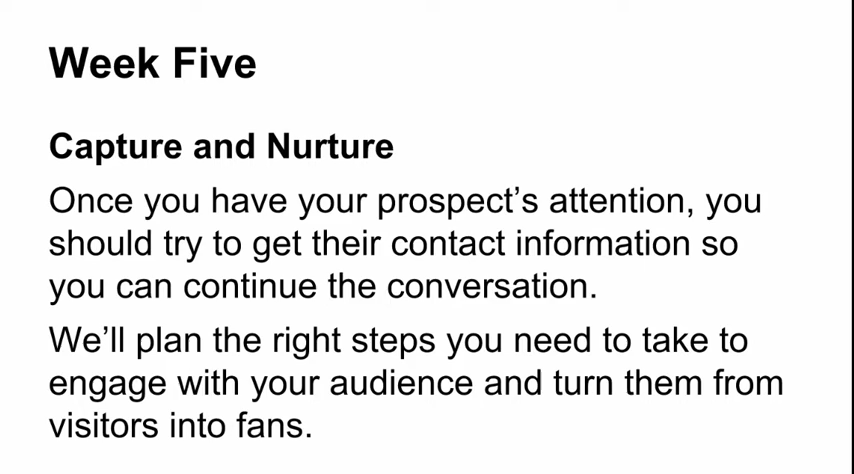 Week Five
Capture and Nurture
Once you have your prospect’s attention, you
should try to get their contact information so
you can continue the conversation.
We’ll plan the right steps you need to take to
engage with your audience and turn them from
visitors into fans.